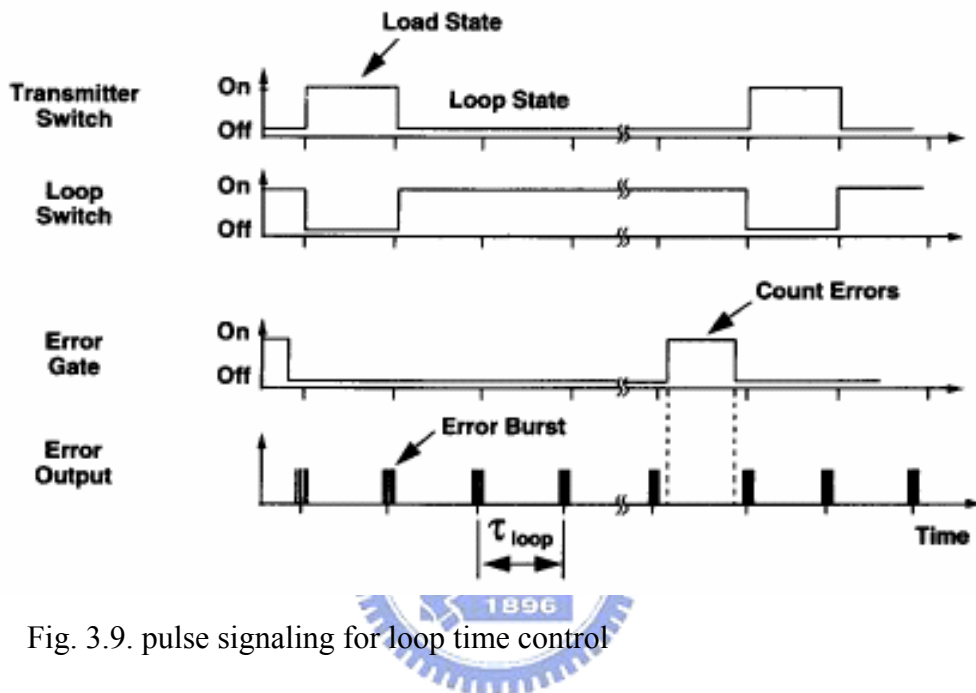 Load State
Transmitter
Switch
On
Off
Loop State
Loop
Switch
On
Off
Count Errors
Error
Gate
On
Off
Error Burst
Error
Output
Time
τ loop
1896
Fig. 3.9. pulse signaling for loop time control